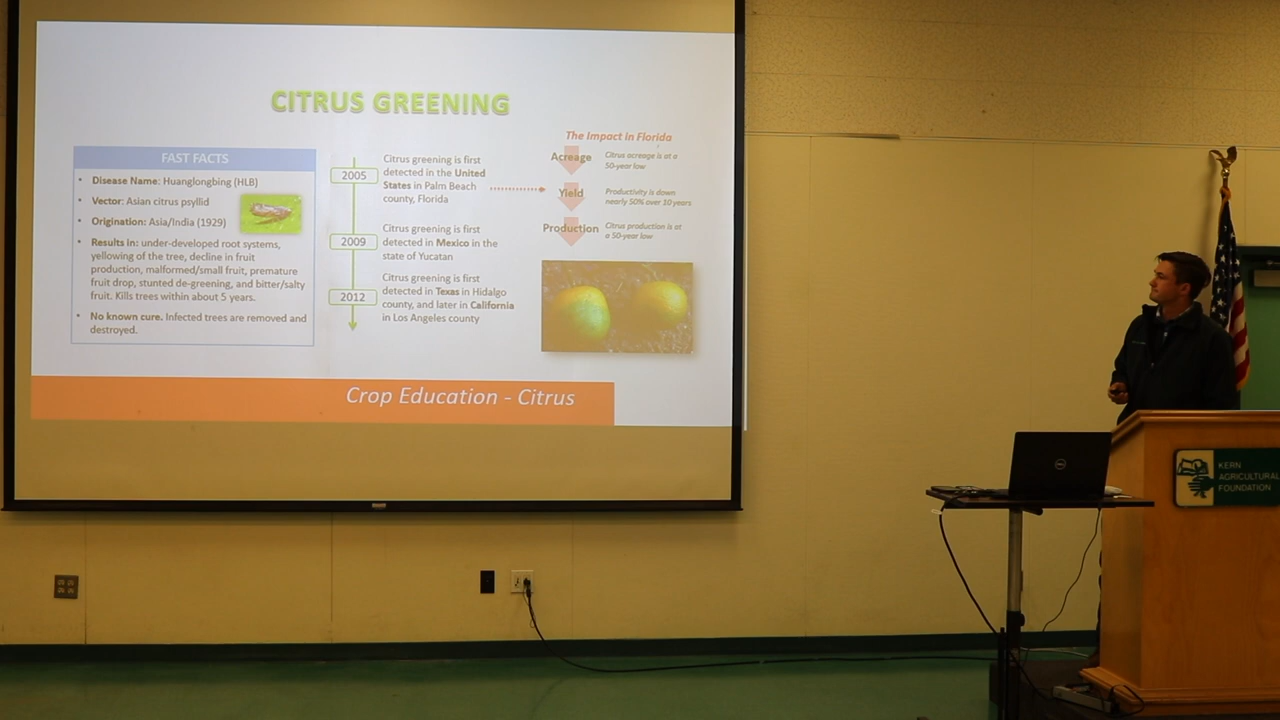 CITRUS GREENING
FAST FACTS
• Disease Name: Huanglongbing (HLB)
• Vector: Asian citrus psyllid
• Origination: Asia/India (1929)
• Results in: under-developed root systems,
yellowing of the tree, decline in fruit
production, malformed/small fruit, premature
fruit drop, stunted de-greening, and bitter/salty
fruit. Kills trees within about 5 years.
• No known cure. Infected trees are removed and
destroyed.
2005
Citrus greening is first
detected in the United
States in Palm Beach
county, Florida
2009
Citrus greening is first
detected in Mexico in the
state of Yucatan
2012
Citrus greening is first
detected in Texas in Hidalgo
county, and later in California
in Los Angeles county
The Impact in Florida
Acreage
Citrus acreage is at a
50-year low
Yield
Productivity is down
nearly 50% over 10 years
Production
Citrus production is at
a 50-year low
Crop Education - Citrus
DELL
KERN
AGRICULTURAL
FOUNDATION